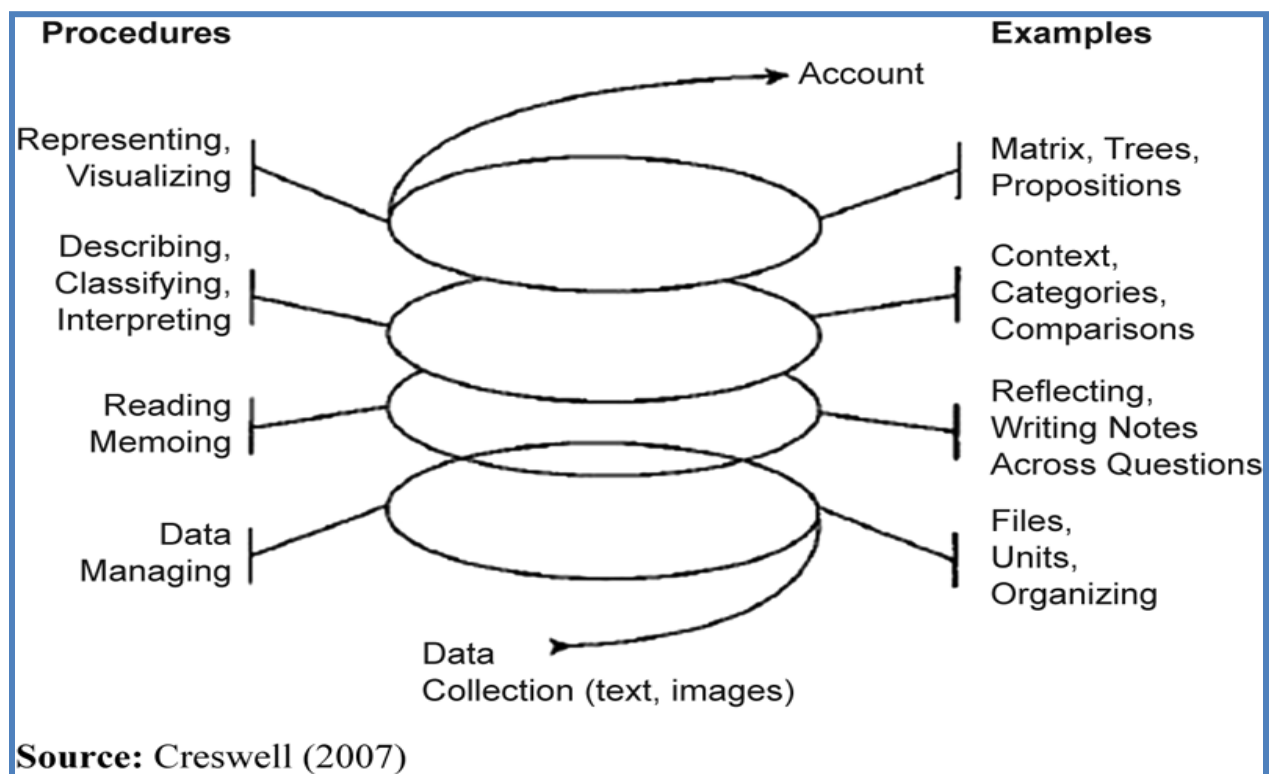 Procedures
Examples
Account
Representing,
Visualizing
Matrix, Trees,
Propositions
Describing,
Classifying,
Interpreting
Context,
Categories,
Comparisons
Reading
Memoing
Reflecting,
Writing Notes
Across Questions
Data
Managing
Files,
Units,
Organizing
Data
Collection (text, images)
Source: Creswell (2007)